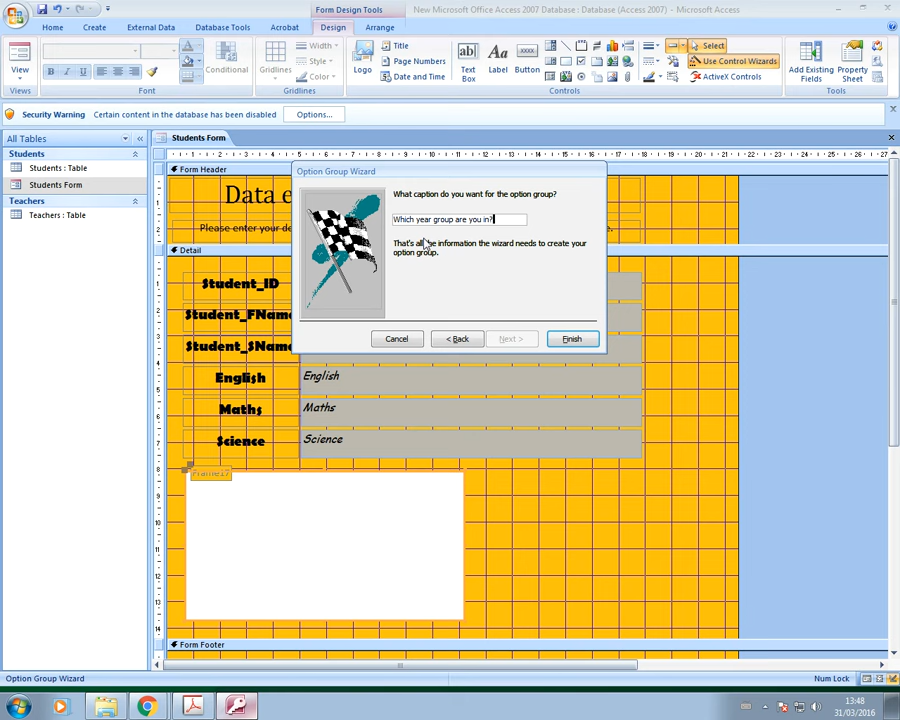 Form Design Tools
New Microsoft Office Access 2007 Database : Database (Access 2007) - Microsoft Access
Home
Create
External Data
Database Tools
Acrobat
Design
Arrange
View
Views
B
I
U
Conditional
Font
Gridlines
Width
Style
Color
Gridlines
Logo
Title
Page Numbers
Date and Time
ab|
Text
Box
Aa
Label
xxxx
Button
Controls
Select
Use Control Wizards
ActiveX Controls
Add Existing
Fields
Property
Sheet
Tools
Security Warning
Certain content in the database has been disabled
Options...
All Tables
Students
Students : Table
Students Form
Teachers
Teachers : Table
Students Form
Form Header
Data e
Please enter your de
Detail
Student_ID
Student_FName
Student_SName
English
English
Maths
Maths
Science
Science
Frame17
Form Footer
Option Group Wizard
What caption do you want for the option group?
Which year group are you in?
That's all the information the wizard needs to create your
option group.
Cancel
< Back
Next >
Finish
Option Group Wizard
Num Lock
13:48
31/03/2016